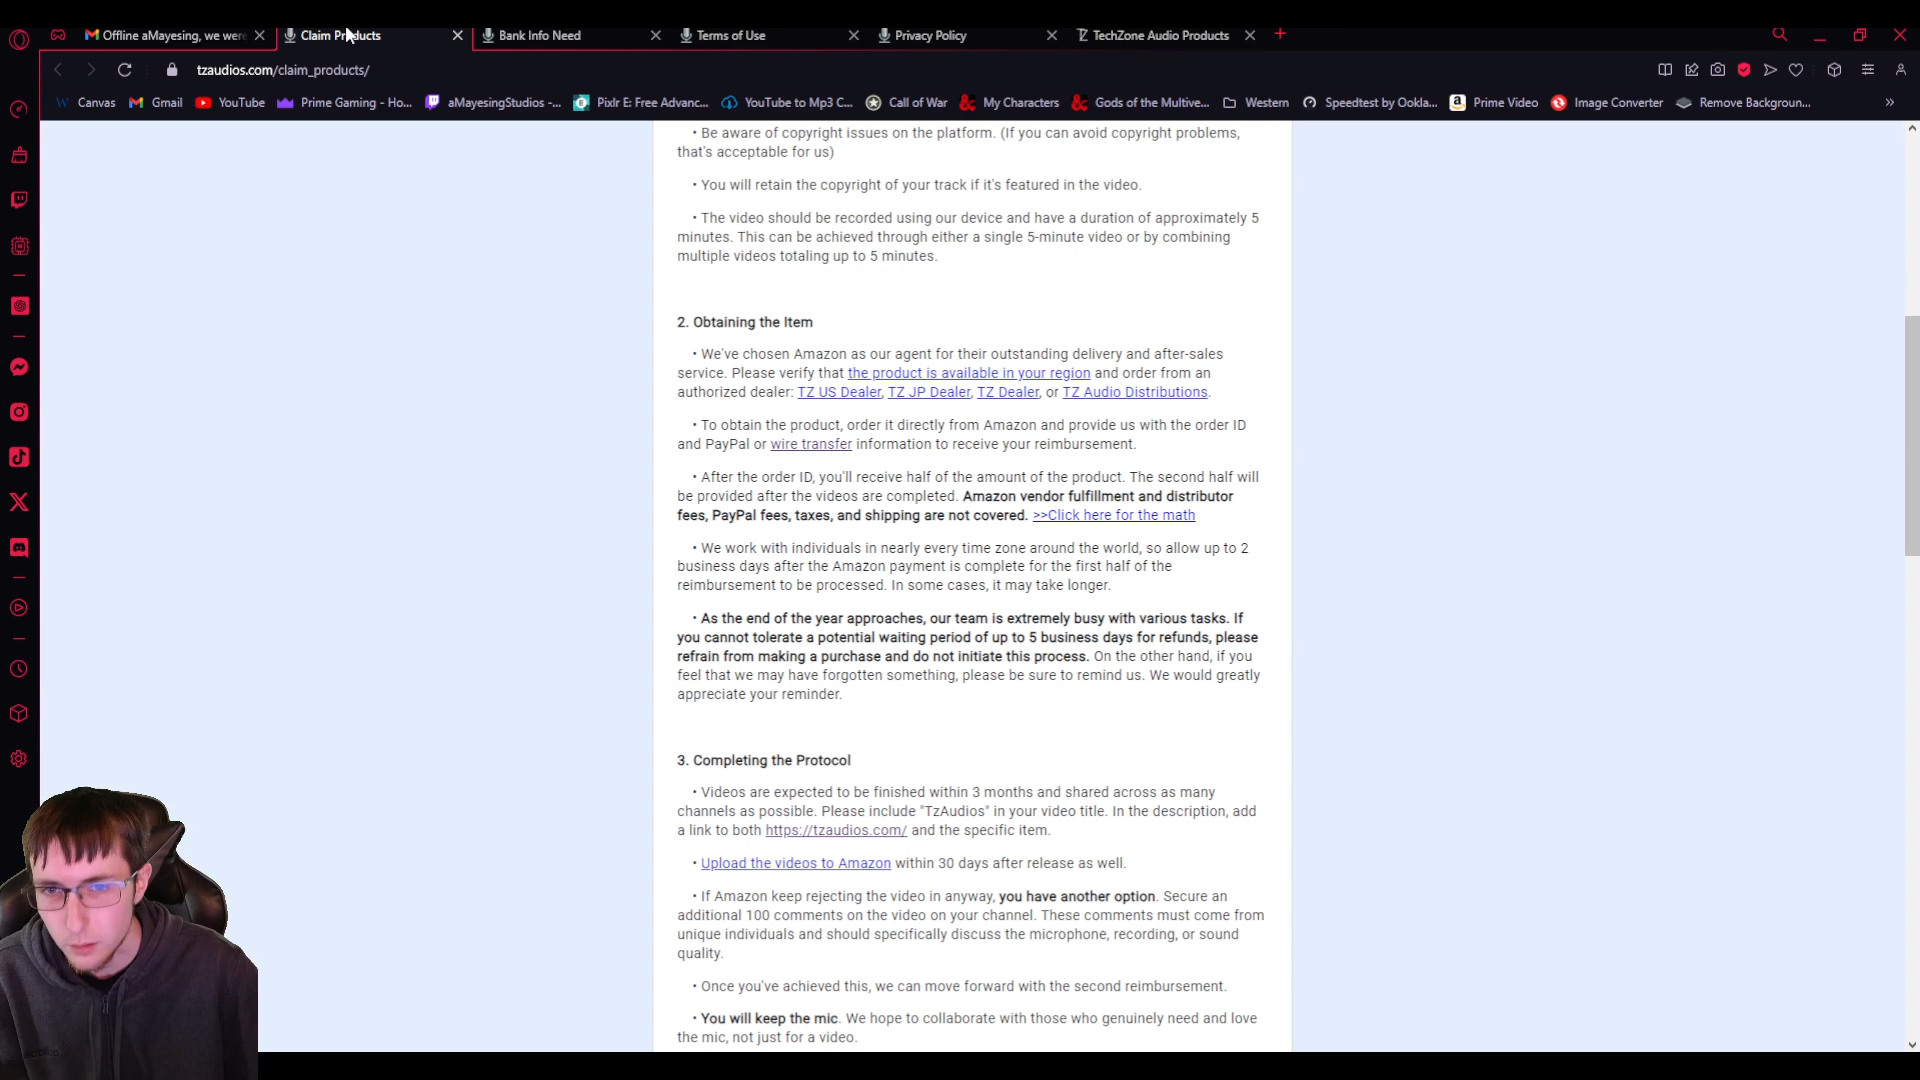 Offline aMayesing, we were
Claim Products
Bank Info Need
Terms of Use
Privacy Policy
TechZone Audio Products
tzaudios.com/claim_products/
Canvas
Gmail
YouTube
Prime Gaming - Ho...
aMayesingStudios -...
Pixlr E: Free Advanc...
YouTube to Mp3 C...
Call of War
My Characters
Gods of the Multive...
Western
Speedtest by Ookla...
Prime Video
Image Converter
Remove Backgroun...
• Be aware of copyright issues on the platform. (If you can avoid copyright problems,
that's acceptable for us)
• You will retain the copyright of your track if it's featured in the video.
• The video should be recorded using our device and have a duration of approximately 5
minutes. This can be achieved through either a single 5-minute video or by combining
multiple videos totaling up to 5 minutes.
2. Obtaining the Item
• We've chosen Amazon as our agent for their outstanding delivery and after-sales
service. Please verify that the product is available in your region and order from an
authorized dealer: TZ US Dealer, TZ JP Dealer, TZ Dealer, or TZ Audio Distributions.
• To obtain the product, order it directly from Amazon and provide us with the order ID
and PayPal or wire transfer information to receive your reimbursement.
• After the order ID, you'll receive half of the amount of the product. The second half will
be provided after the videos are completed. Amazon vendor fulfillment and distributor
fees, PayPal fees, taxes, and shipping are not covered. >>Click here for the math
• We work with individuals in nearly every time zone around the world, so allow up to 2
business days after the Amazon payment is complete for the first half of the
reimbursement to be processed. In some cases, it may take longer.
• As the end of the year approaches, our team is extremely busy with various tasks. If
you cannot tolerate a potential waiting period of up to 5 business days for refunds, please
refrain from making a purchase and do not initiate this process. On the other hand, if you
feel that we may have forgotten something, please be sure to remind us. We would greatly
appreciate your reminder.
3. Completing the Protocol
• Videos are expected to be finished within 3 months and shared across as many
channels as possible. Please include "TzAudios" in your video title. In the description, add
a link to both https://tzaudios.com/ and the specific item.
• Upload the videos to Amazon within 30 days after release as well.
• If Amazon keep rejecting the video in anyway, you have another option. Secure an
additional 100 comments on the video on your channel. These comments must come from
unique individuals and should specifically discuss the microphone, recording, or sound
quality.
• Once you've achieved this, we can move forward with the second reimbursement.
• You will keep the mic. We hope to collaborate with those who genuinely need and love
the mic, not just for a video.